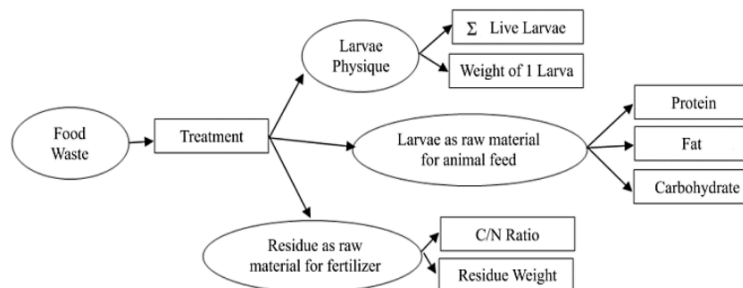 Food
Waste
Treatment
Larvae
Physique
Σ Live Larvae
Weight of 1 Larva
Larvae as raw material
for animal feed
Protein
Fat
Carbohydrate
Residue as raw
material for fertilizer
C/N Ratio
Residue Weight